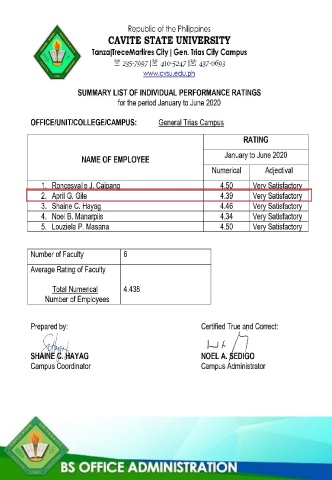 Republic of the Philippines
CAVITE STATE UNIVERSITY
Tanza|TreceMartires City | Gen. Trias City Campus
☏ 235-7997 |☏ 410-5247 |☏ 437-0693
www.cvsu.edu.ph
SUMMARY LIST OF INDIVIDUAL PERFORMANCE RATINGS
for the period January to June 2020
OFFICE/UNIT/COLLEGE/CAMPUS: General Trias Campus
NAME OF EMPLOYEE RATING
January to June 2020
Numerical Adjectival
1. Roncesvalle J. Caipang 4.50 Very Satisfactory
2. April G. Gile 4.39 Very Satisfactory
3. Shaine C. Hayag 4.46 Very Satisfactory
4. Noel B. Manarpiis 4.34 Very Satisfactory
5. Louziela P. Masana 4.50 Very Satisfactory
Number of Faculty 6
Average Rating of Faculty
Total Numerical 4.438
Number of Employees
Prepared by: Certified True and Correct:
SHAINE C. HAYAG NOEL A. SEDIGO
Campus Coordinator Campus Administrator
BS OFFICE ADMINISTRATION